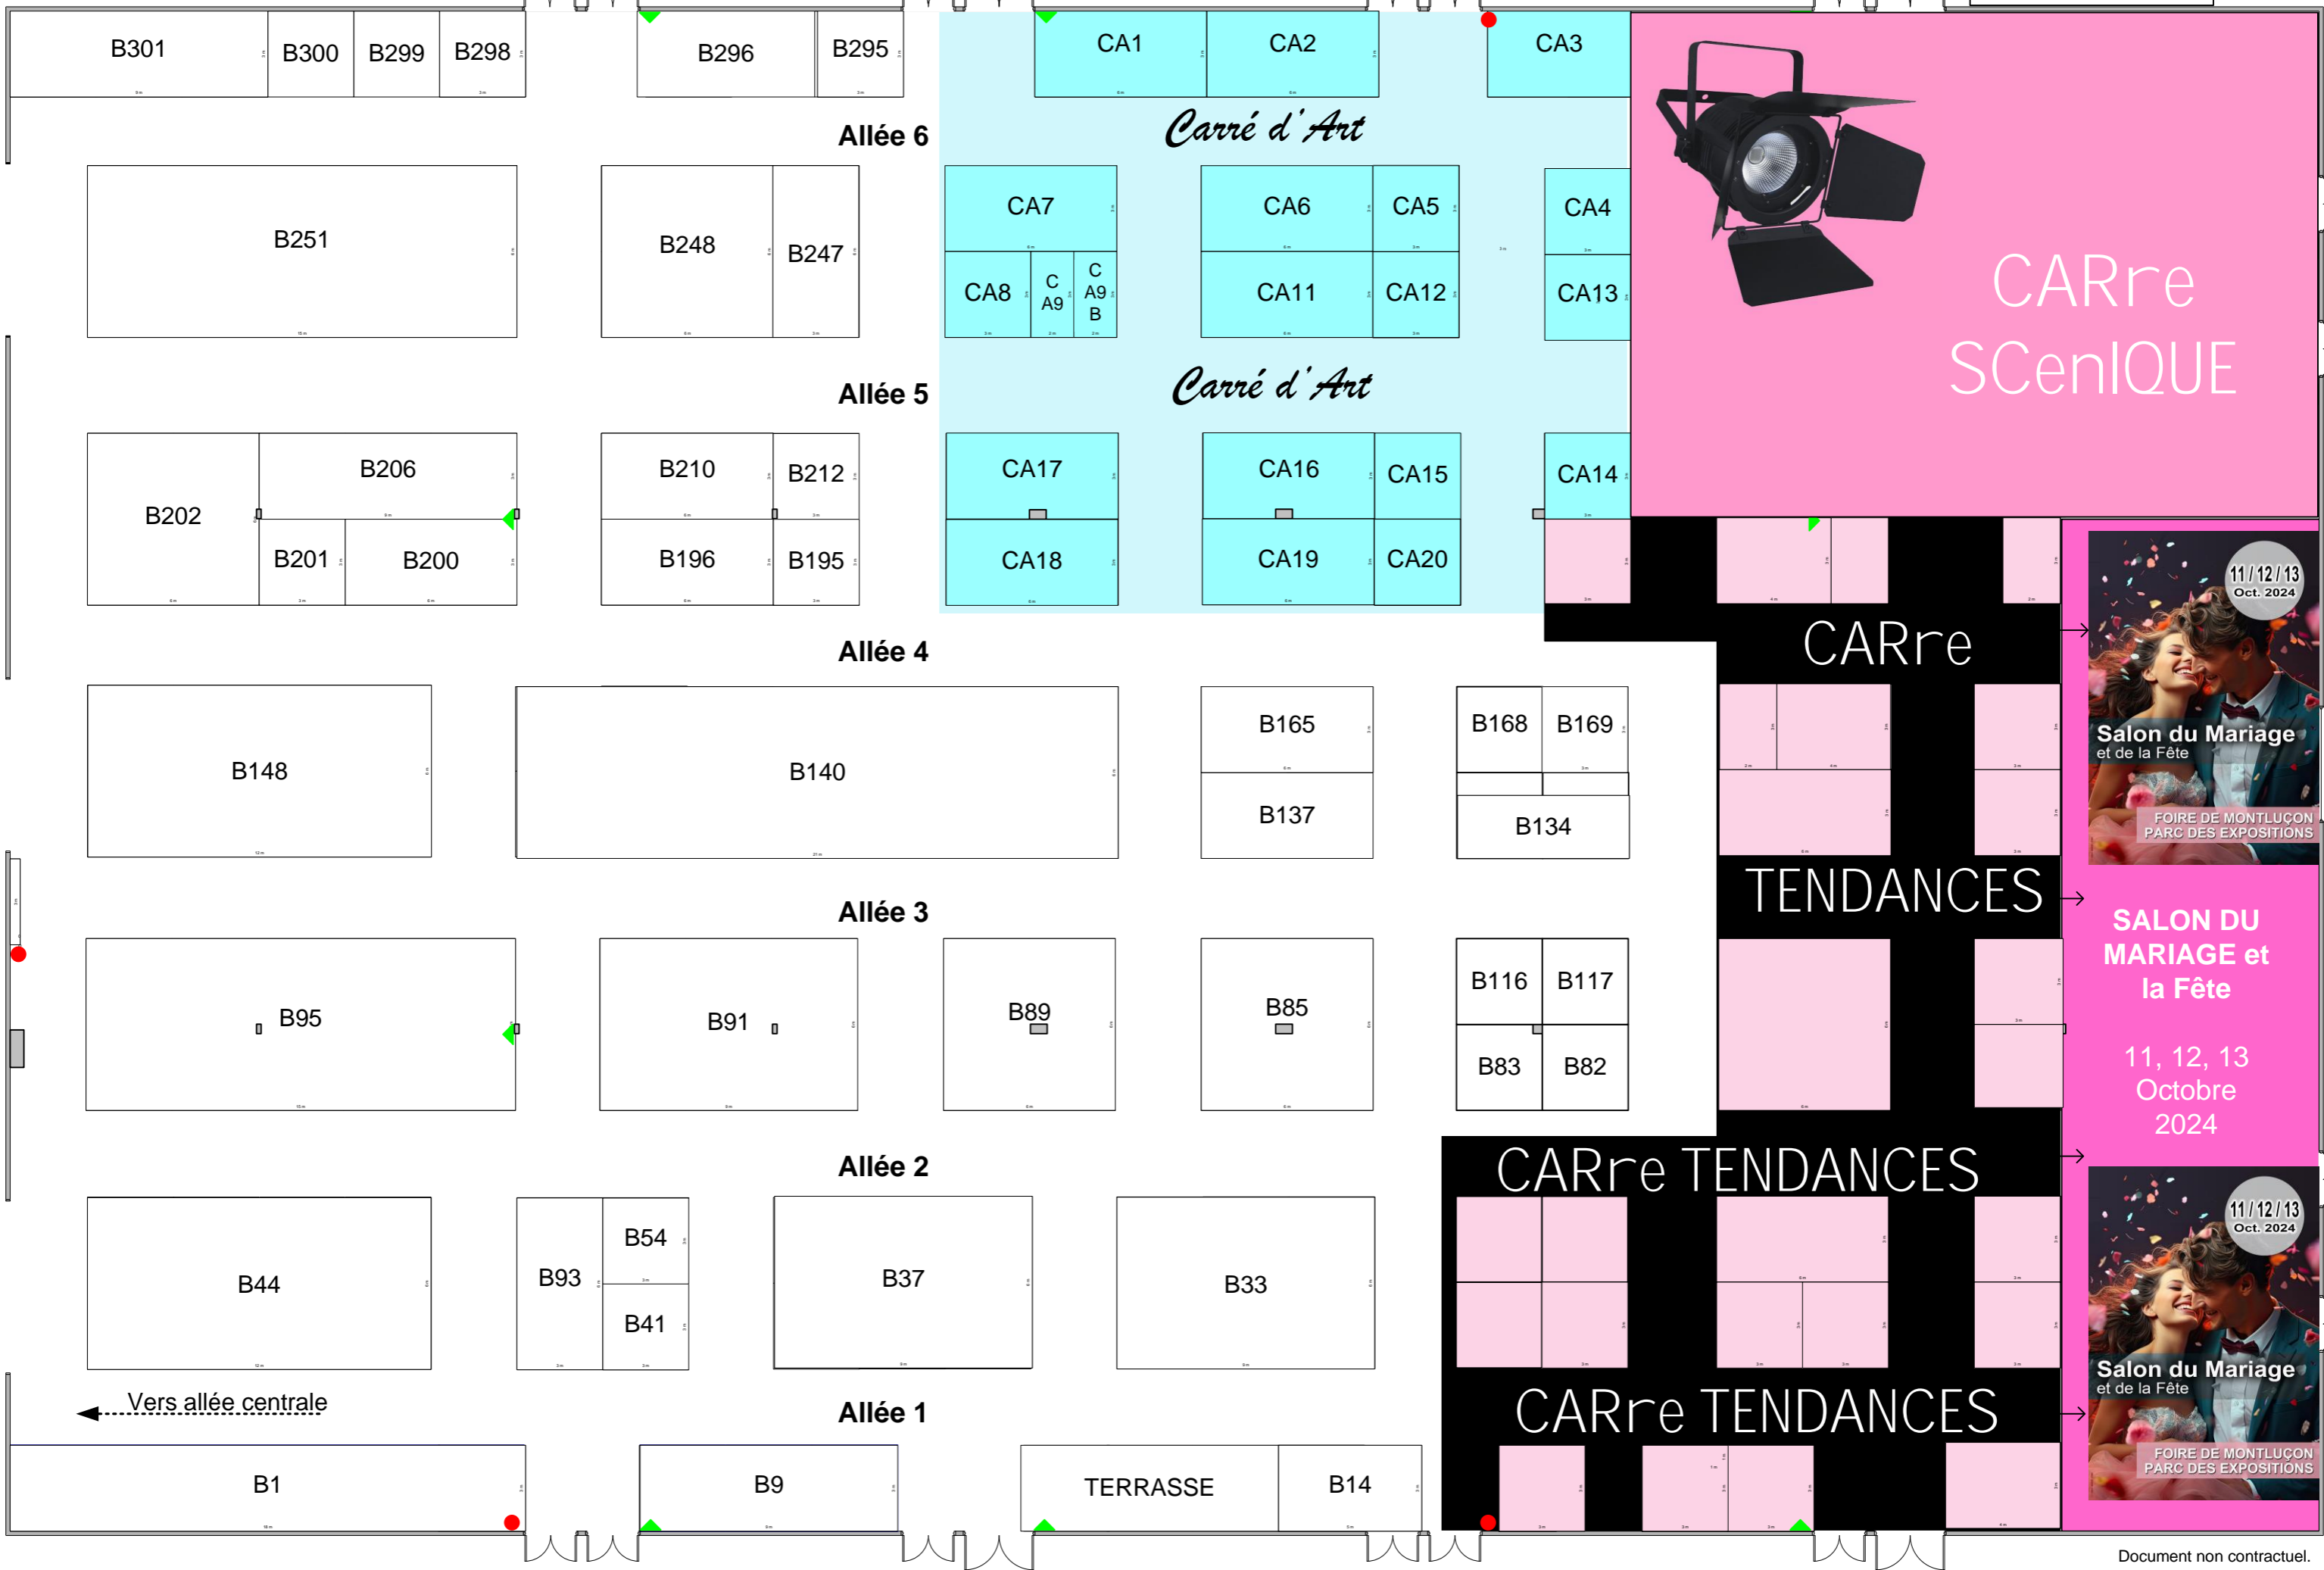 B301
B300
B299
B298
B296
B295
CA1
CA2
CA3
Allée 6
Carré d'Art
B251
B248
B247
CA7
CA6
CA5
CA4
CA8
C
A9
C
A9
B
CA11
CA12
CA13
CARre
SCenIQUE
Allée 5
Carré d'Art
B202
B206
B201
B200
B210
B212
B196
B195
CA17
CA16
CA15
CA14
CA18
CA19
CA20
Allée 4
CARre
11 / 12 / 13
Oct. 2024
Salon du Mariage
et de la Fête
FOIRE DE MONTLUÇON
PARC DES EXPOSITIONS
B148
B140
B165
B137
B168
B169
B134
Allée 3
TENDANCES
SALON DU
MARIAGE et
la Fête
11, 12, 13
Octobre
2024
B95
B91
B89
B85
B116
B117
B83
B82
Allée 2
CARre TENDANCES
B44
B93
B54
B41
B37
B33
11 / 12 / 13
Oct. 2024
Salon du Mariage
et de la Fête
FOIRE DE MONTLUÇON
PARC DES EXPOSITIONS
Vers allée centrale
Allée 1
CARre TENDANCES
B1
B9
TERRASSE
B14
Document non contractuel.